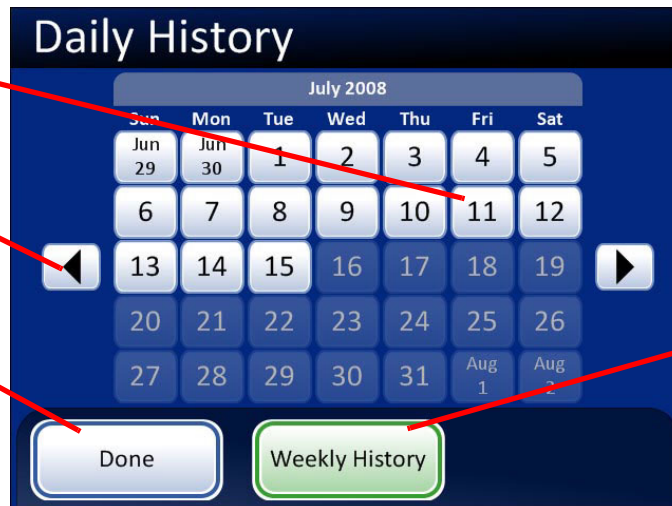 Daily History
July 2008
Sun Mon Tue Wed Thu Fri Sat
Jun 29 Jun 30 1 2 3 4 5
6 7 8 9 10 11 12
13 14 15 16 17 18 19
20 21 22 23 24 25 26
27 28 29 30 31 Aug 1 Aug 2
Done Weekly History